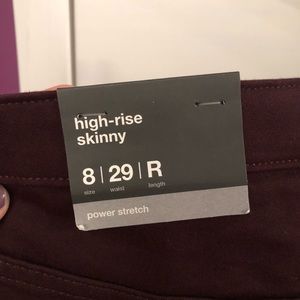 high-rise
skinny
8 | 29 | R
size waist length
power stretch